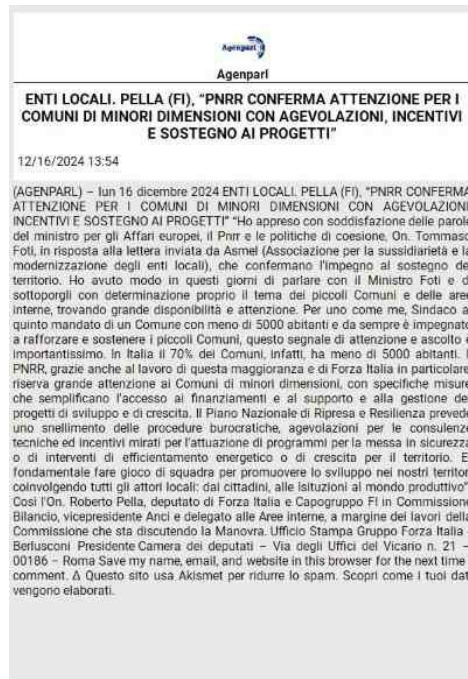 Agenparl
Agenparl
ENTI LOCALI. PELLA (FI), “PNRR CONFERMA ATTENZIONE PER I
COMUNI DI MINORI DIMENSIONI CON AGEVOLAZIONI, INCENTIVI
E SOSTEGNO AI PROGETTI”
12/16/2024 13:54
(AGENPARL) – lun 16 dicembre 2024 ENTI LOCALI. PELLA (FI), “PNRR CONFERMA
ATTENZIONE PER I COMUNI DI MINORI DIMENSIONI CON AGEVOLAZIONI
INCENTIVI E SOSTEGNO AI PROGETTI” “Ho appreso con soddisfazione delle parole
del ministro per gli Affari europei, il Pnrr e le politiche di coesione, On. Tommaso
Foti, in risposta alla lettera inviata da Asmel (Associazione per la sussidiarietà e la
modernizzazione degli enti locali), che confermano l’impegno al sostegno de
territorio. Ho avuto modo in questi giorni di parlare con il Ministro Foti e d
sottoporgli con determinazione proprio il tema dei piccoli Comuni e delle aree
interne, trovando grande disponibilità e attenzione. Per uno come me, Sindaco a
quinto mandato di un Comune con meno di 5000 abitanti e da sempre è impegnato
a rafforzare e sostenere i piccoli Comuni, questo segnale di attenzione e ascolto è
importantissimo. In Italia il 70% dei Comuni, infatti, ha meno di 5000 abitanti. I
PNRR, grazie anche al lavoro di questa maggioranza e di Forza Italia in particolare
riserva grande attenzione ai Comuni di minori dimensioni, con specifiche misure
che semplificano l’accesso ai finanziamenti e al supporto e alla gestione de
progetti di sviluppo e di crescita. Il Piano Nazionale di Ripresa e Resilienza prevede
uno snellimento delle procedure burocratiche, agevolazioni per le consulenze
tecniche ed incentivi mirati per l’attuazione di programmi per la messa in sicurezza
o di interventi di efficientamento energetico o di crescita per il territorio. E
fondamentale fare gioco di squadra per promuovere lo sviluppo nei nostri territor
coinvolgendo tutti gli attori locali: dai cittadini, alle istituzioni al mondo produttivo”
Così l’On. Roberto Pella, deputato di Forza Italia e Capogruppo FI in Commissione
Bilancio, vicepresidente Anci e delegato alle Aree interne, a margine dei lavori della
Commissione che sta discutendo la Manovra. Ufficio Stampa Gruppo Forza Italia -
Berlusconi Presidente Camera dei deputati – Via degli Uffici del Vicario n. 21 –
00186 – Roma Save my name, email, and website in this browser for the next time
comment. Δ Questo sito usa Akismet per ridurre lo spam. Scopri come i tuoi dat
vengono elaborati.